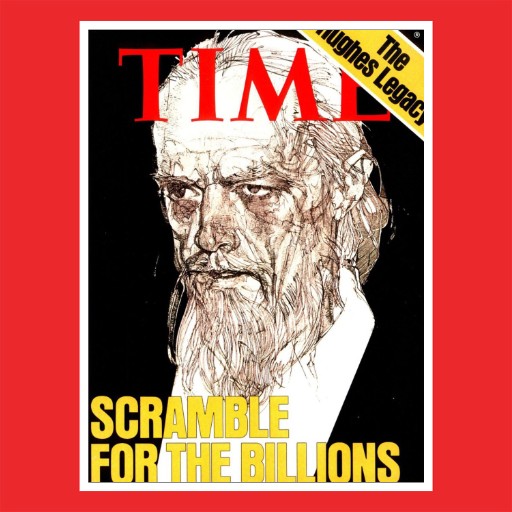 TIME
The
Hughes Legacy
®
SCRAMBLE
FOR THE BILLIONS